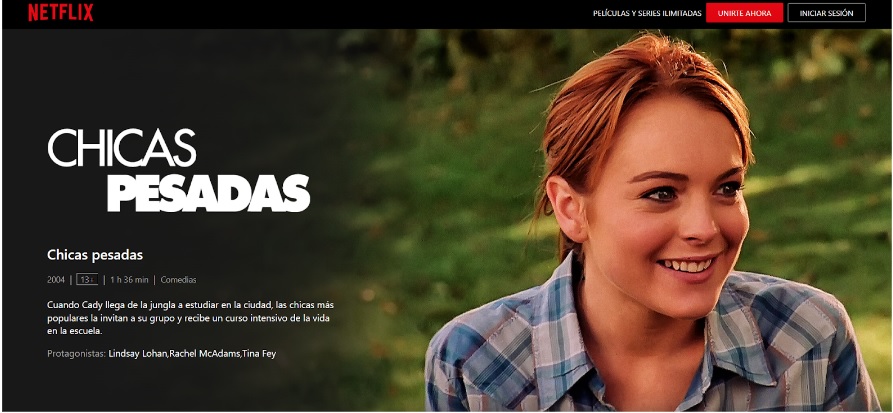 NETFLIX
PELÍCULAS Y SERIES ILIMITADAS UNIRTE AHORA INICIAR SESIÓN
CHICAS
PESADAS
Chicas pesadas
2004 | 13+ | 1 h 36 min | Comedias
Cuando Cady llega de la jungla a estudiar en la ciudad, las chicas más
populares la invitan a su grupo y recibe un curso intensivo de la vida
en la escuela.
Protagonistas: Lindsay Lohan,Rachel McAdams,Tina Fey